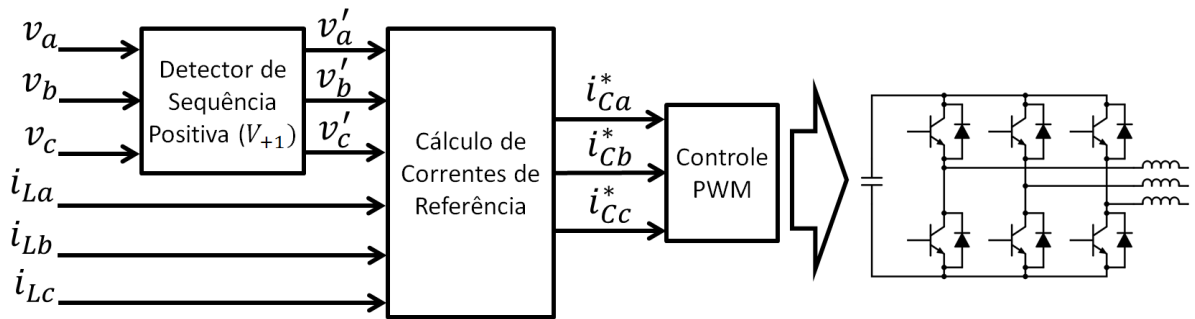 v_a
v_b
v_c
i_{La}
i_{Lb}
i_{Lc}
Detector de
Sequência
Positiva (V_{+1})
v'_a
v'_b
v'_c
Cálculo de
Correntes de
Referência
i^*_{Ca}
i^*_{Cb}
i^*_{Cc}
Controle
PWM